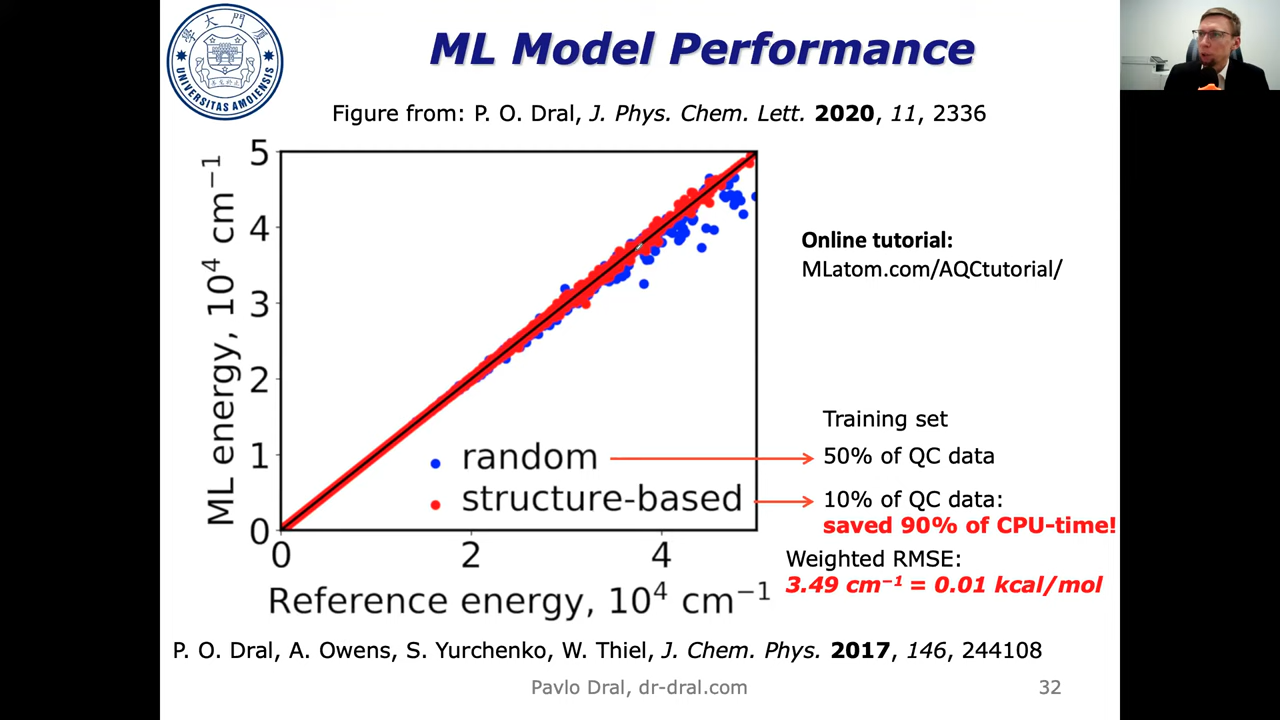 ML Model Performance
Figure from: P. O. Dral, J. Phys. Chem. Lett. 2020, 11, 2336
學大門廈
UNIVERSITAS AMOIENSIS
ML energy, 10⁴ cm⁻¹
5
4
3
2
1
0
0 2 4
Reference energy, 10⁴ cm⁻¹
random
structure-based
Online tutorial:
MLatom.com/AQCtutorial/
Training set
50% of QC data
10% of QC data:
saved 90% of CPU-time!
Weighted RMSE:
3.49 cm⁻¹ = 0.01 kcal/mol
P. O. Dral, A. Owens, S. Yurchenko, W. Thiel, J. Chem. Phys. 2017, 146, 244108
Pavlo Dral, dr-dral.com
32